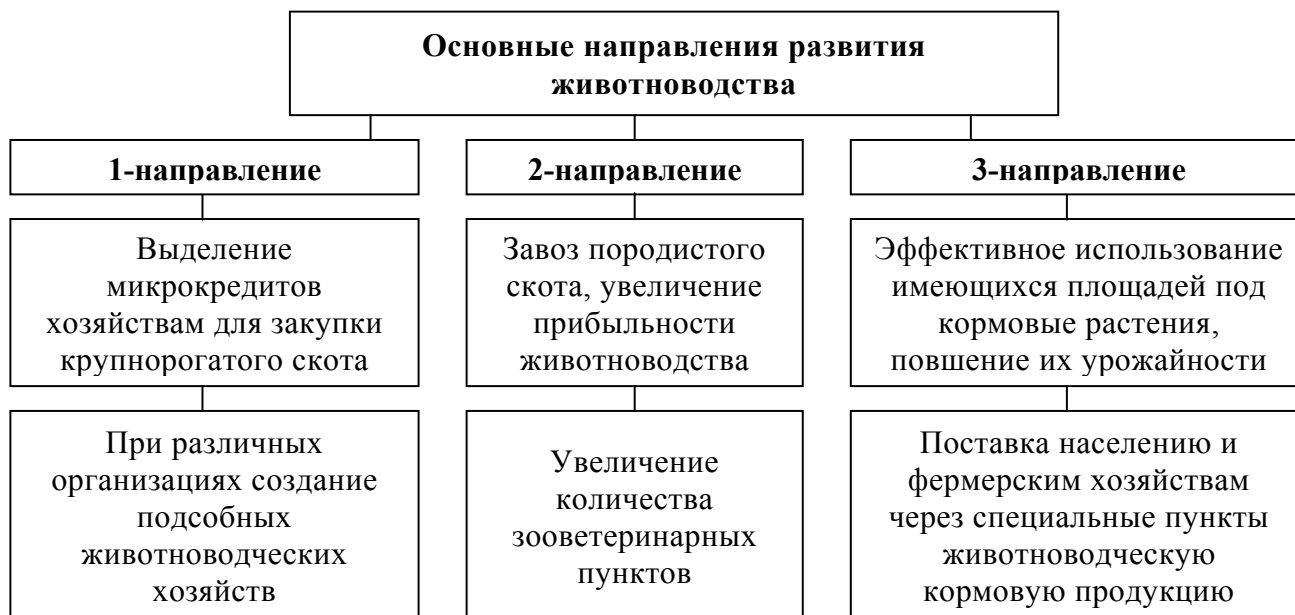 Основные направления развития
животноводства
1-направление
2-направление
3-направление
Выделение
микрокредитов
хозяйствам для закупки
крупнорогатого скота
Завоз породистого
скота, увеличение
прибыльности
животноводства
Эффективное использование
имеющихся площадей под
кормовые растения,
повшение их урожайности
При различных
организациях создание
подсобных
животноводческих
хозяйств
Увеличение
количества
зооветеринарных
пунктов
Поставка населению и
фермерским хозяйствам
через специальные пункты
животноводческую
кормовую продукцию